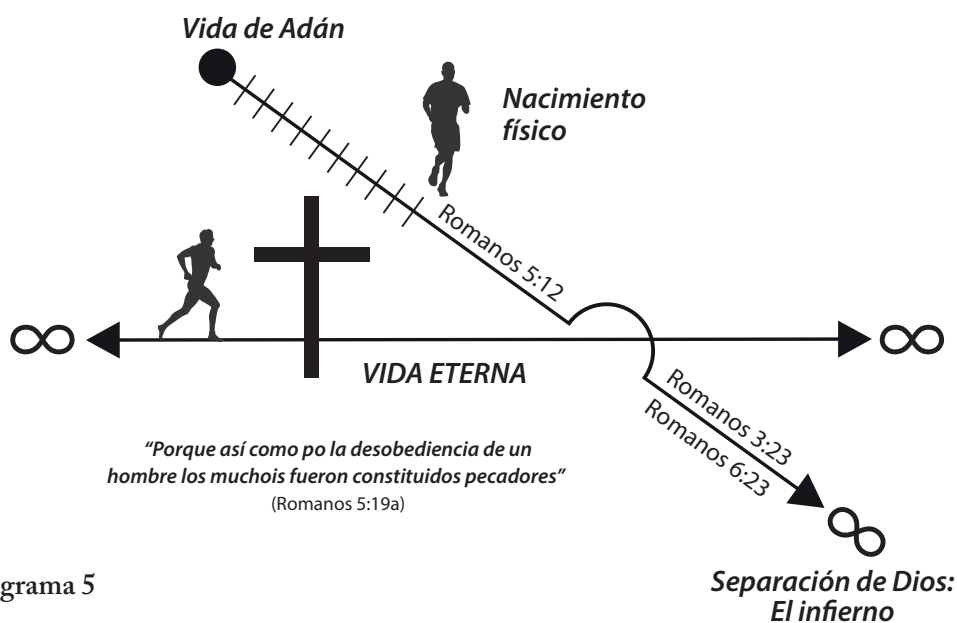 Vida de Adán
Nacimiento
físico
Romanos 5:12
VIDA ETERNA
Romanos 3:23
Romanos 6:23
“Porque así como po la desobediencia de un
hombre los muchois fueron constituidos pecadores”
(Romanos 5:19a)
grama 5
Separación de Dios:
El infierno